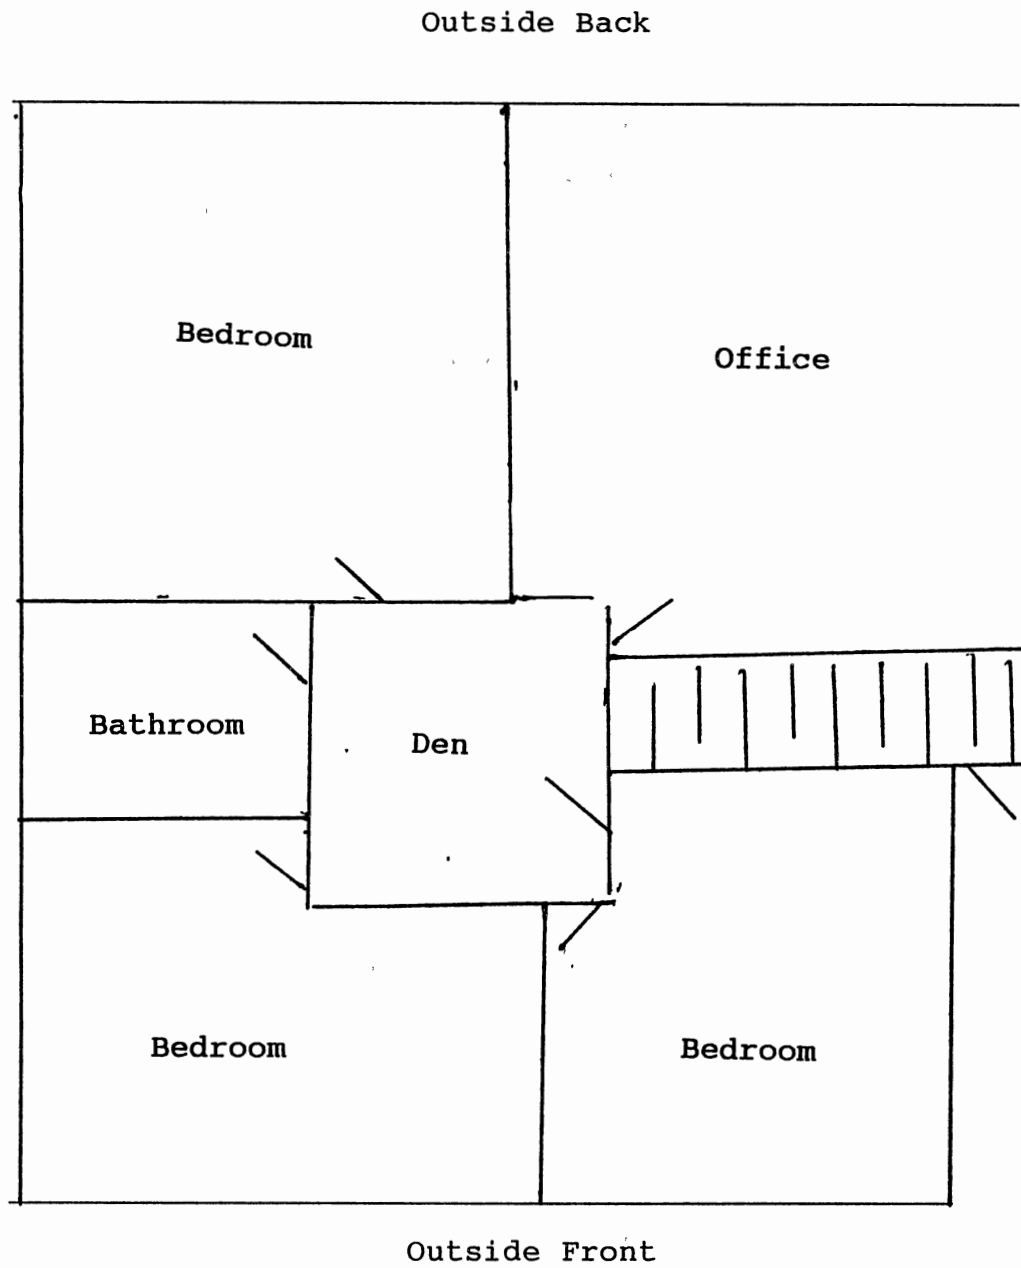 Outside Back
Bedroom
Office
Bathroom
Den
Bedroom
Bedroom
Outside Front